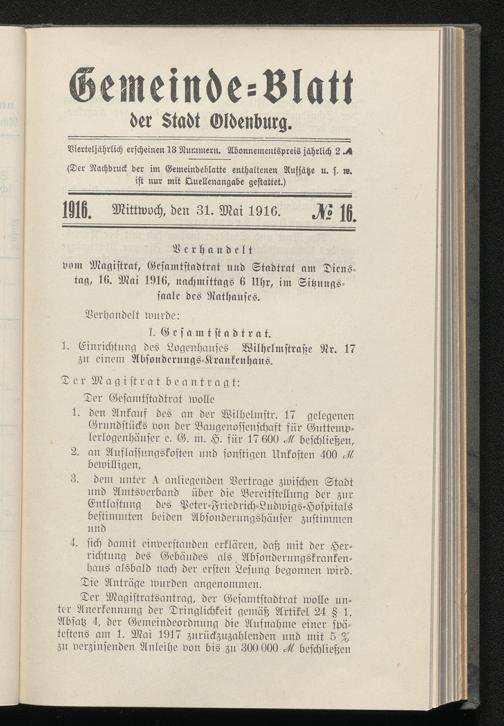 Gemeinde=Blatt
der Stadt Oldenburg.
Vierteljährlich erscheinen 13 Nummern. Abonnementspreis jährlich 2 ℳ
(Der Nachdruck der im Gemeindeblatte enthaltenen Aufsätze u. s. w.
ist nur mit Quellenangabe gestattet.)
1916. Mittwoch, den 31. Mai 1916. № 16.
Verhandelt
vom Magistrat, Gesamtstadtrat und Stadtrat am Diens-
tag, 16. Mai 1916, nachmittags 6 Uhr, im Sitzungs-
saale des Rathauses.
Verhandelt wurde:
I. Gesamtstadtrat.
1. Einrichtung des Logenhauses Wilhelmstraße Nr. 17
zu einem Absonderungs-Krankenhaus.
Der Magistrat beantragt:
Der Gesamtstadtrat wolle
1. den Ankauf des an der Wilhelmstr. 17 gelegenen
Grundstücks von der Baugenossenschaft für Guttemp-
lerlogenhäuser e. G. m. H. für 17 600 ℳ beschließen,
2. an Auflassungskosten und sonstigen Unkosten 400 ℳ
bewilligen,
3. dem unter A anliegenden Vertrage zwischen Stadt
und Amtsverband über die Bereitstellung der zur
Entlastung des Peter-Friedrich-Ludwigs-Hospitals
bestimmten beiden Absonderungshäuser zustimmen
und
4. sich damit einverstanden erklären, daß mit der Her-
richtung des Gebäudes als Absonderungskranken-
haus alsbald nach der ersten Lesung begonnen wird.
Die Anträge wurden angenommen.
Der Magistratsantrag, der Gesamtstadtrat wolle un-
ter Anerkennung der Dringlichkeit gemäß Artikel 24 § 1.
Absatz 4, der Gemeindeordnung die Aufnahme einer spä-
testens am 1. Mai 1917 zurückzuzahlenden und mit 5 %
zu verzinsenden Anleihe von bis zu 300 000 ℳ beschließen